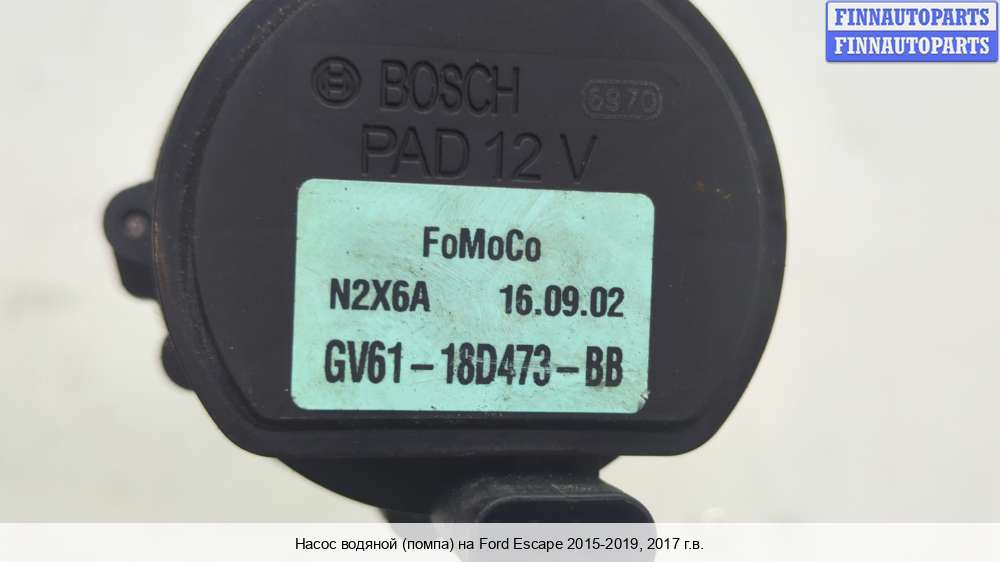 FINNAUTOPARTS
FINNAUTOPARTS
BOSCH 6970
PAD 12 V
FoMoCo
N2X6A 16.09.02
GV61-18D473-BB
Насос водяной (помпа) на Ford Escape 2015-2019, 2017 г.в.